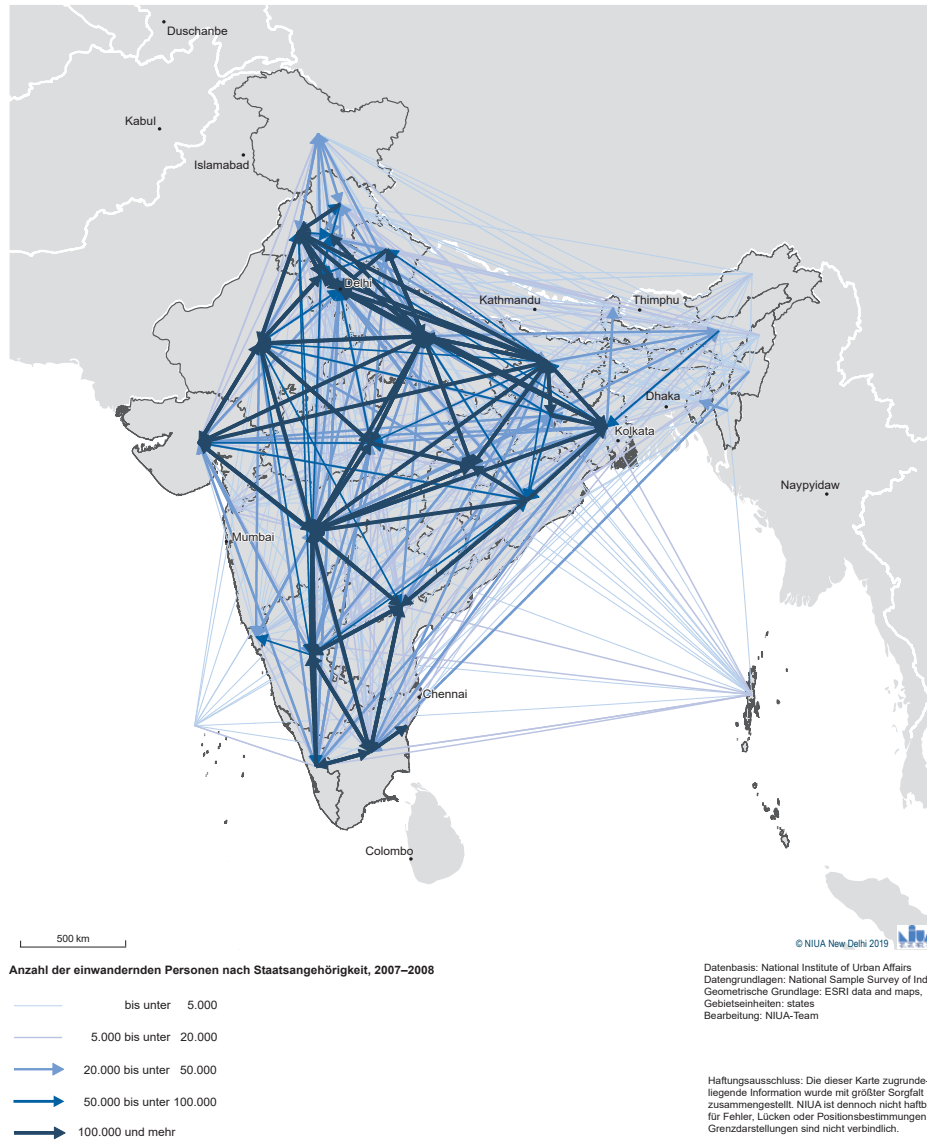 Duschanbe
Kabul
Islamabad
Delhi
Kathmandu
Thimphu
Dhaka
Kolkata
Naypyidaw
Mumbai
Chennai
Colombo
500 km
© NIUA New Delhi 2019
Anzahl der einwandernden Personen nach Staatsangehörigkeit, 2007–2008
bis unter 5.000
5.000 bis unter 20.000
20.000 bis unter 50.000
50.000 bis unter 100.000
100.000 und mehr
Datenbasis: National Institute of Urban Affairs
Datengrundlagen: National Sample Survey of Ind
Geometrische Grundlage: ESRI data and maps,
Gebietseinheiten: states
Bearbeitung: NIUA-Team
Haftungsausschluss: Die dieser Karte zugrunde-
liegende Information wurde mit größter Sorgfalt
zusammengestellt. NIUA ist dennoch nicht haftb
für Fehler, Lücken oder Positionsbestimmungen
Grenzdarstellungen sind nicht verbindlich.